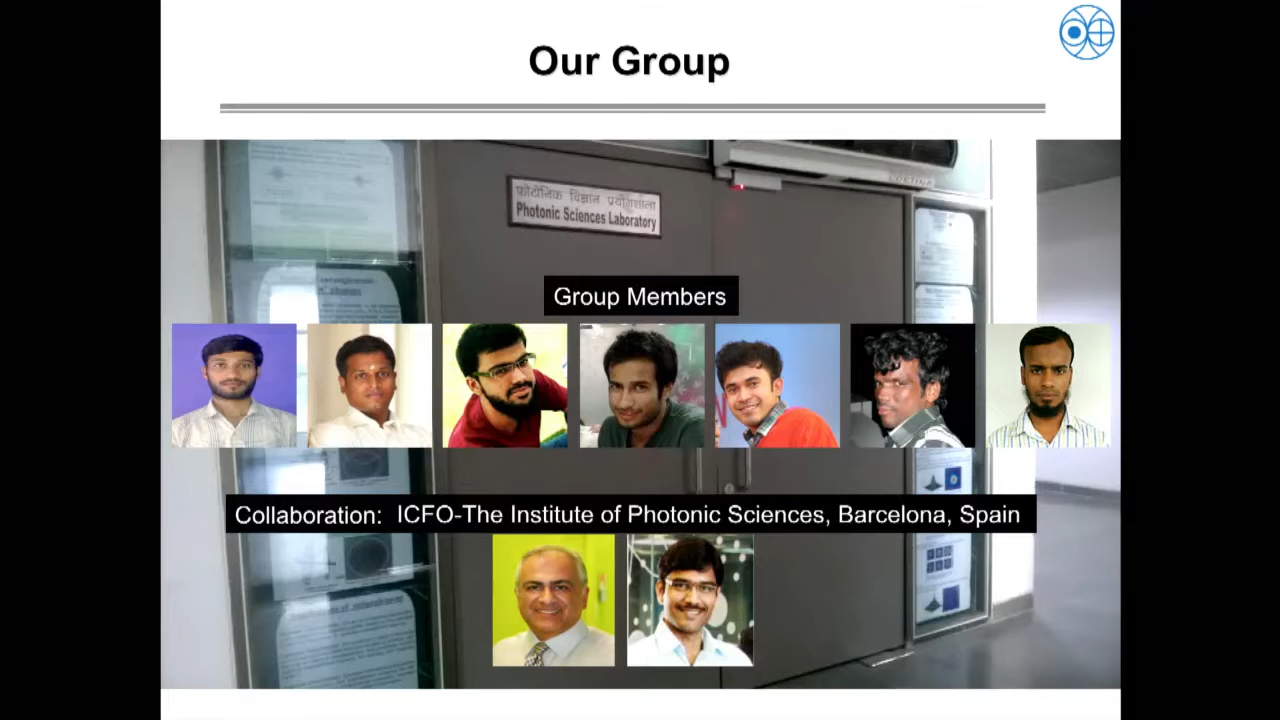 Our Group
फोटोनिक विज्ञान प्रयोगशाला
Photonic Sciences Laboratory
Group Members
Collaboration: ICFO-The Institute of Photonic Sciences, Barcelona, Spain